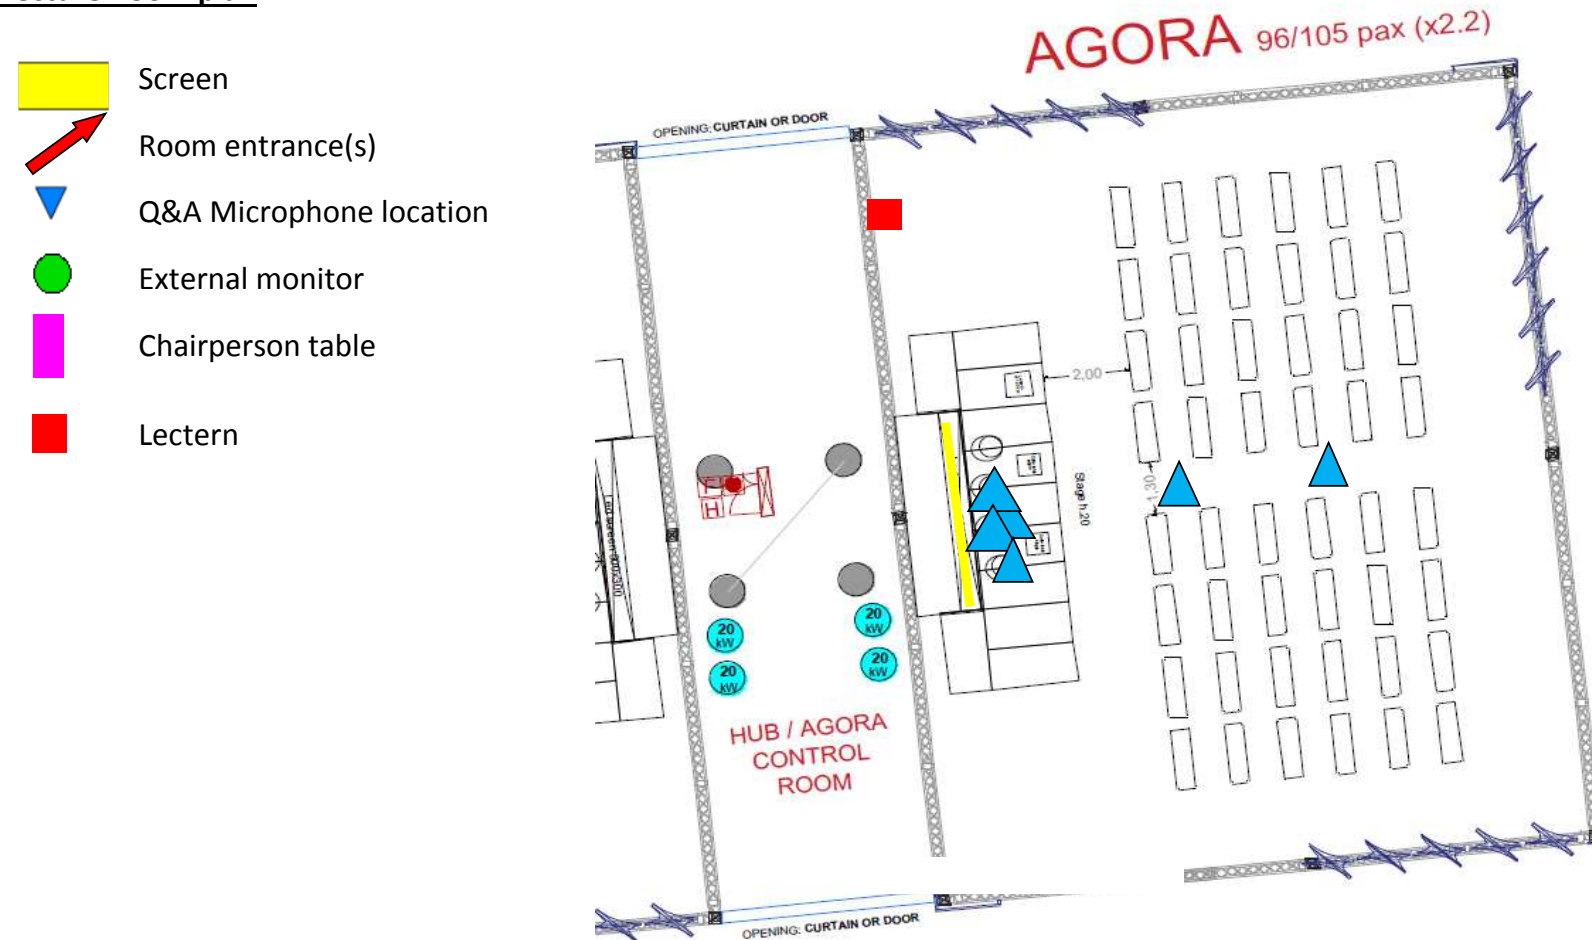 AGORA 96/105 pax (x2.2)
Screen
Room entrance(s)
Q&A Microphone location
External monitor
Chairperson table
Lectern
OPENING: CURTAIN OR DOOR
2,00
1,30
Stage h.20
F
H
20
kW
20
kW
20
kW
20
kW
HUB / AGORA
CONTROL
ROOM
OPENING: CURTAIN OR DOOR